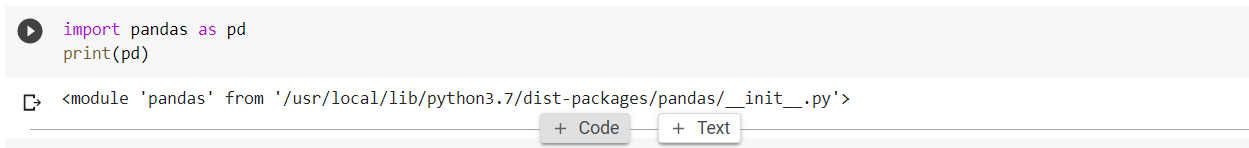 import pandas as pd
print(pd)
<module 'pandas' from '/usr/local/lib/python3.7/dist-packages/pandas/__init__.py'>
+ Code + Text